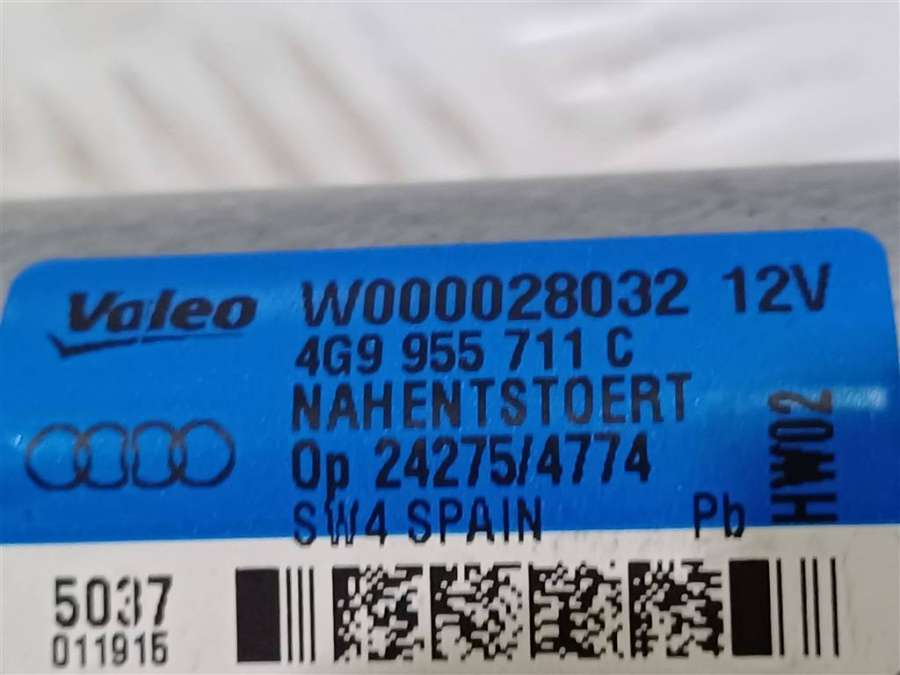 Valeo W000028032 12V
4G9 955 711 C
NAHENTSTOERT
Op 24275/4774
SW4 SPAIN Pb
HW02
5037
011915